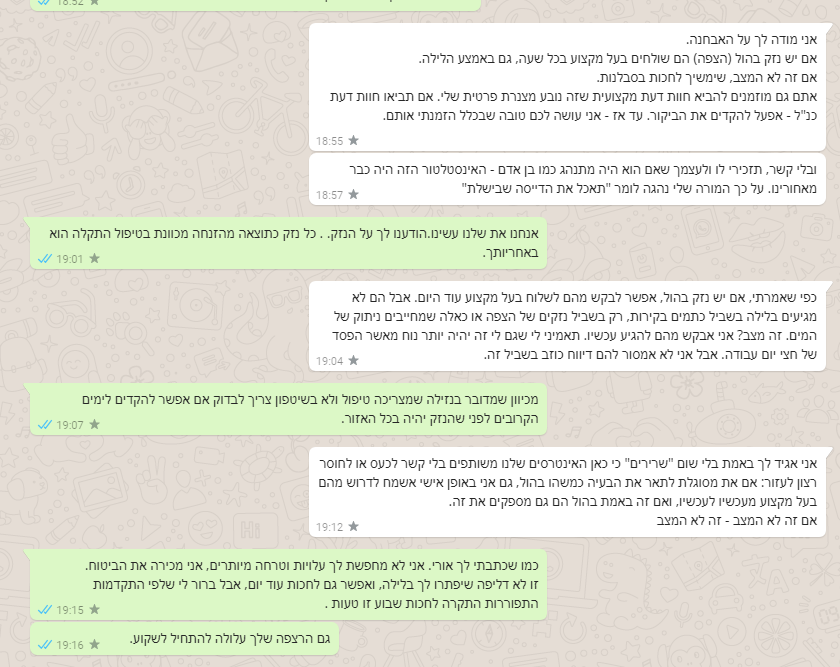 18:52
אני מודה לך על האבחנה.
אם יש נזק בהול (הצפה) הם שולחים בעל מקצוע בכל שעה, גם באמצע הלילה.
אם זה לא המצב, שימשיך לחכות בסבלנות.
אתם גם מוזמנים להביא חוות דעת מקצועית שזה נובע מצנרת פרטית שלי. אם תביאו חוות דעת
כנ"ל - אפעל להקדים את הביקור. עד אז - אני עושה לכם טובה שבכלל הזמנתי אותם.
18:55
ובלי קשר, תזכירי לו ולעצמך שאם הוא היה מתנהג כמו בן אדם - האינסטלטור הזה היה כבר
מאחורינו. על כך המורה שלי נהגה לומר "תאכל את הדייסה שבישלת"
18:57
אנחנו את שלנו עשינו.הודענו לך על הנזק. . כל נזק כתוצאה מהזנחה מכוונת בטיפול התקלה הוא
באחריותך.
19:01
כפי שאמרתי, אם יש נזק בהול, אפשר לבקש מהם לשלוח בעל מקצוע עוד היום. אבל הם לא
מגיעים בלילה בשביל כתמים בקירות, רק בשביל נזקים של הצפה או כאלה שמחייבים ניתוק של
המים. זה מצב? אני אבקש מהם להגיע עכשיו. תאמיני לי שגם לי זה יהיה יותר נוח מאשר הפסד
של חצי יום עבודה. אבל אני לא אמסור להם דיווח כוזב בשביל זה.
19:04
מכיוון שמדובר בנזילה שמצריכה טיפול ולא בשיטפון צריך לבדוק אם אפשר להקדים לימים
הקרובים לפני שהנזק יהיה בכל האזור.
19:07
אני אגיד לך באמת בלי שום "שרירים" כי כאן האינטרסים שלנו משותפים בלי קשר לכעס או לחוסר
רצון לעזור: אם את מסוגלת לתאר את הבעיה כמשהו בהול, גם אני באופן אישי אשמח לדרוש מהם
בעל מקצוע מעכשיו לעכשיו, ואם זה באמת בהול הם גם מספקים את זה.
אם זה לא המצב - זה לא המצב
19:12
כמו שכתבתי לך אורי. אני לא מחפשת לך עלויות וטרחה מיותרים, אני מכירה את הביטוח.
זו לא דליפה שיפתרו לך בלילה, ואפשר גם לחכות עוד יום, אבל ברור לי שלפי התקדמות
התפוררות התקרה לחכות שבוע זו טעות .
19:15
גם הרצפה שלך עלולה להתחיל לשקוע.
19:16